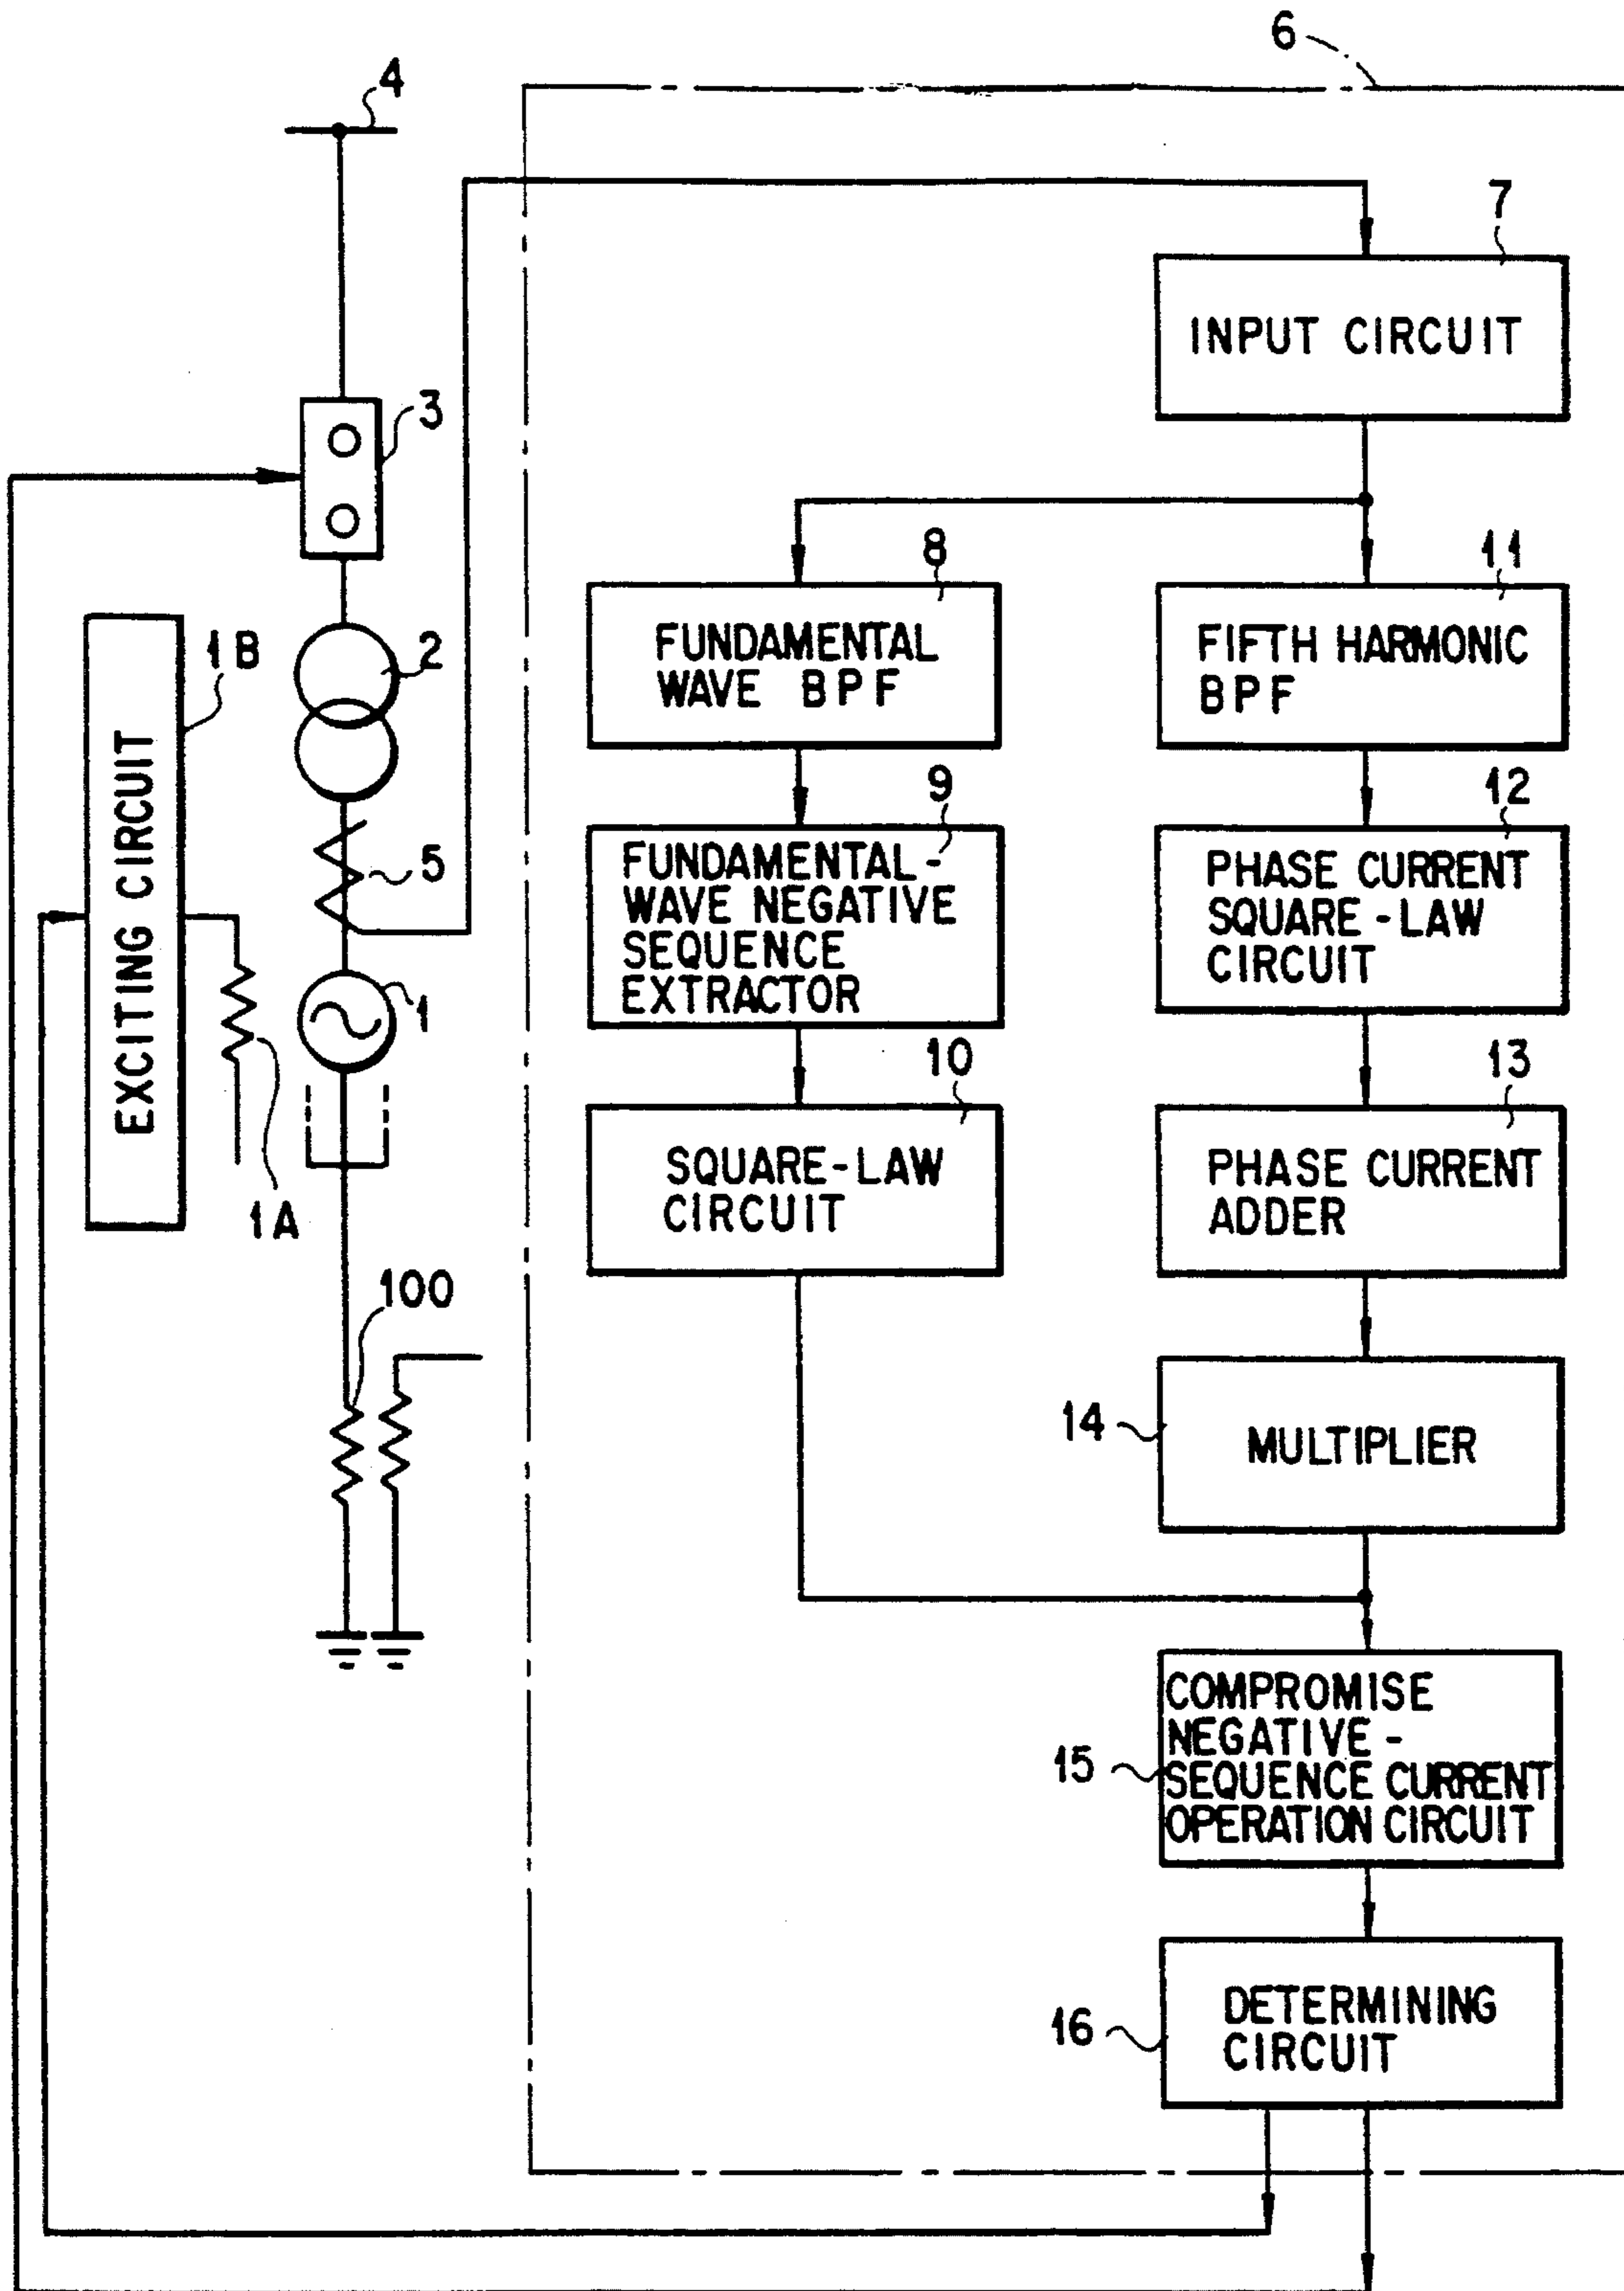 6
4
7
INPUT CIRCUIT
3
8
11
FUNDAMENTAL
WAVE BPF
FIFTH HARMONIC
BPF
1B
2
EXCITING CIRCUIT
9
12
5
FUNDAMENTAL-
WAVE NEGATIVE
SEQUENCE
EXTRACTOR
PHASE CURRENT
SQUARE-LAW
CIRCUIT
1
10
13
SQUARE-LAW
CIRCUIT
PHASE CURRENT
ADDER
1A
100
14
MULTIPLIER
15
COMPROMISE
NEGATIVE-
SEQUENCE CURRENT
OPERATION CIRCUIT
16
DETERMINING
CIRCUIT